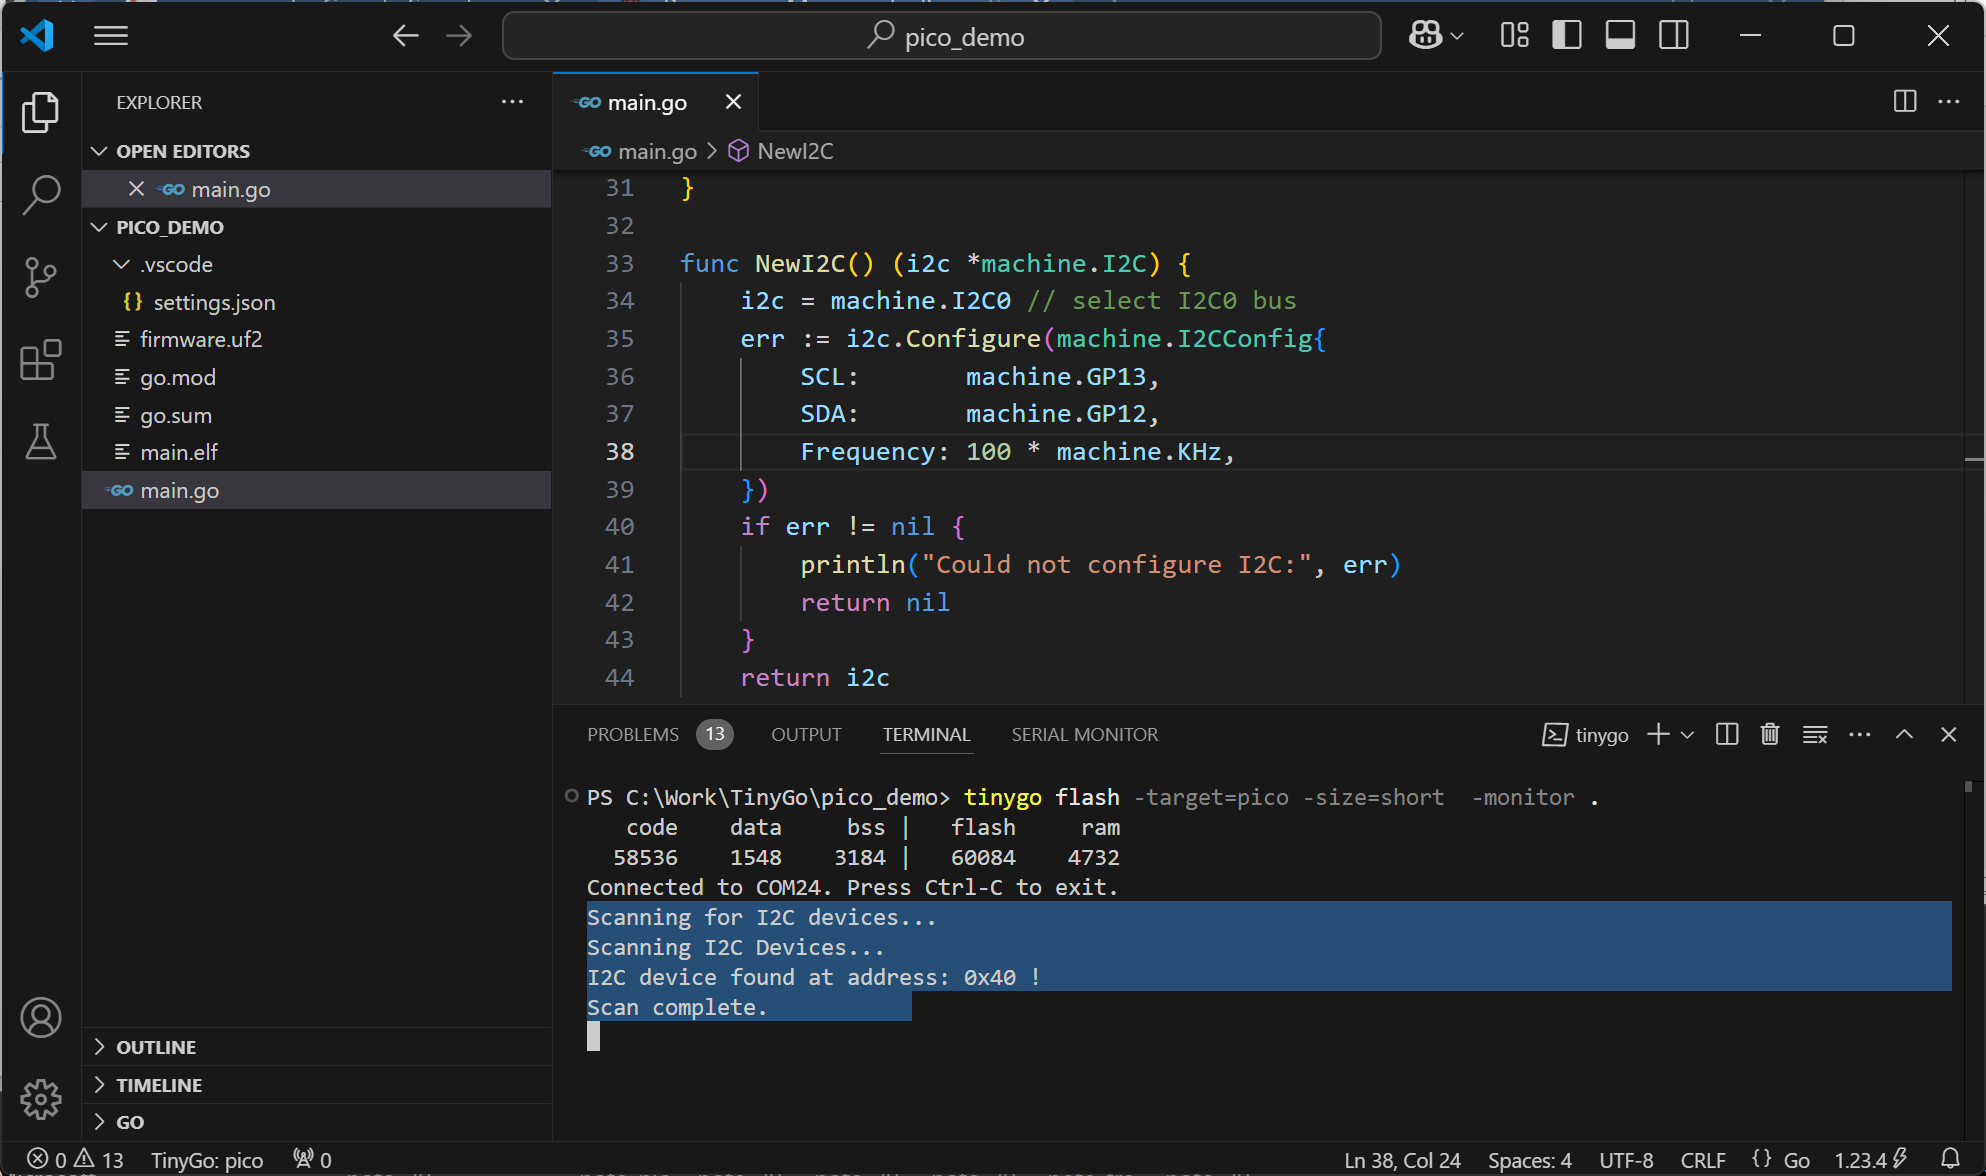 pico_demo
EXPLORER
OPEN EDITORS
GO main.go
PICO_DEMO
.vscode
{} settings.json
firmware.uf2
go.mod
go.sum
main.elf
GO main.go
OUTLINE
TIMELINE
GO
GO main.go
GO main.go > NewI2C
31 }
32
33 func NewI2C() (i2c *machine.I2C) {
34 i2c = machine.I2C0 // select I2C0 bus
35 err := i2c.Configure(machine.I2CConfig{
36 SCL: machine.GP13,
37 SDA: machine.GP12,
38 Frequency: 100 * machine.KHz,
39 })
40 if err != nil {
41 println("Could not configure I2C:", err)
42 return nil
43 }
44 return i2c
PROBLEMS 13 OUTPUT TERMINAL SERIAL MONITOR tinygo
PS C:\Work\TinyGo\pico_demo> tinygo flash -target=pico -size=short  -monitor .
code data bss | flash ram
58536 1548 3184 | 60084 4732
Connected to COM24. Press Ctrl-C to exit.
Scanning for I2C devices...
Scanning I2C Devices...
I2C device found at address: 0x40 !
Scan complete.
0 13 TinyGo: pico 0 Ln 38, Col 24 Spaces: 4 UTF-8 CRLF {} Go 1.23.4